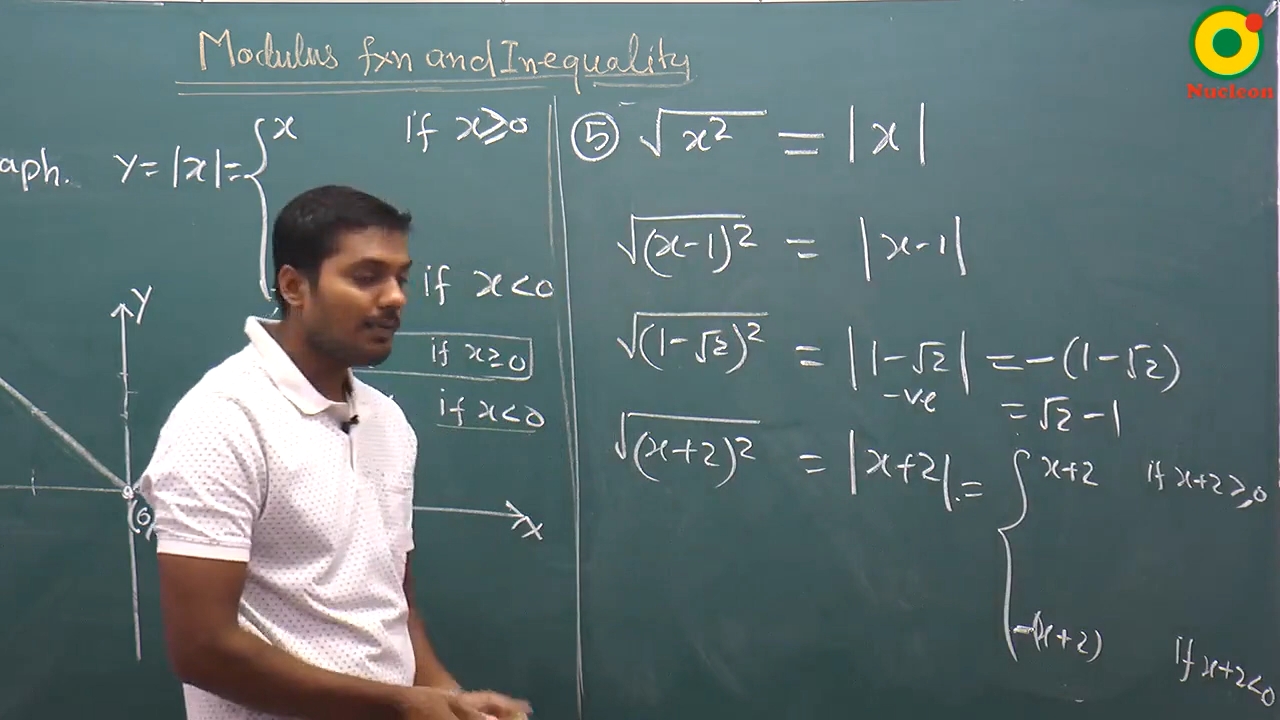 Nucleon
Modulus fxn and Inequality
x if x≥0
aph. Y=|x|=
if x<0
if x≥0
if x<0
Y
X
⑤ √x² = |x|
√(x-1)² = |x-1|
√(1-√2)² = |1-√2| = -(1-√2)
-ve = √2-1
√(x+2)² = |x+2| = x+2 if x+2≥0
-(x+2) if x+2<0